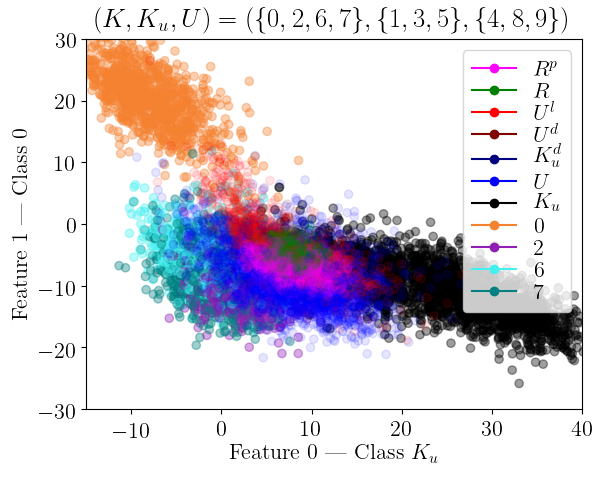 (K, K_u, U) = ({0, 2, 6, 7}, {1, 3, 5}, {4, 8, 9})
30
20
10
0
−10
−20
−30
Feature 1 — Class 0
R^p
R
U^l
U^d
K_u^d
U
K_u
0
2
6
7
−10 0 10 20 30 40
Feature 0 — Class K_u